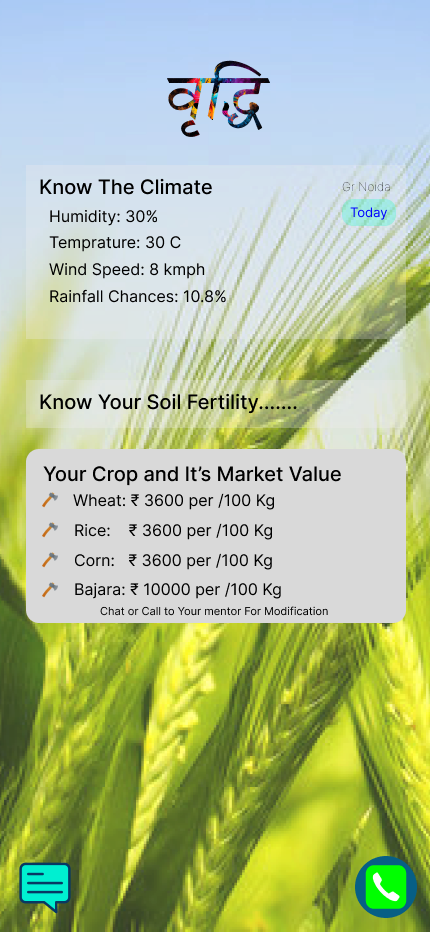 वृद्धि
Know The Climate
Gr Noida
Today
Humidity: 30%
Temprature: 30 C
Wind Speed: 8 kmph
Rainfall Chances: 10.8%
Know Your Soil Fertility.......
Your Crop and It’s Market Value
Wheat: ₹ 3600 per /100 Kg
Rice: ₹ 3600 per /100 Kg
Corn: ₹ 3600 per /100 Kg
Bajara: ₹ 10000 per /100 Kg
Chat or Call to Your mentor For Modification